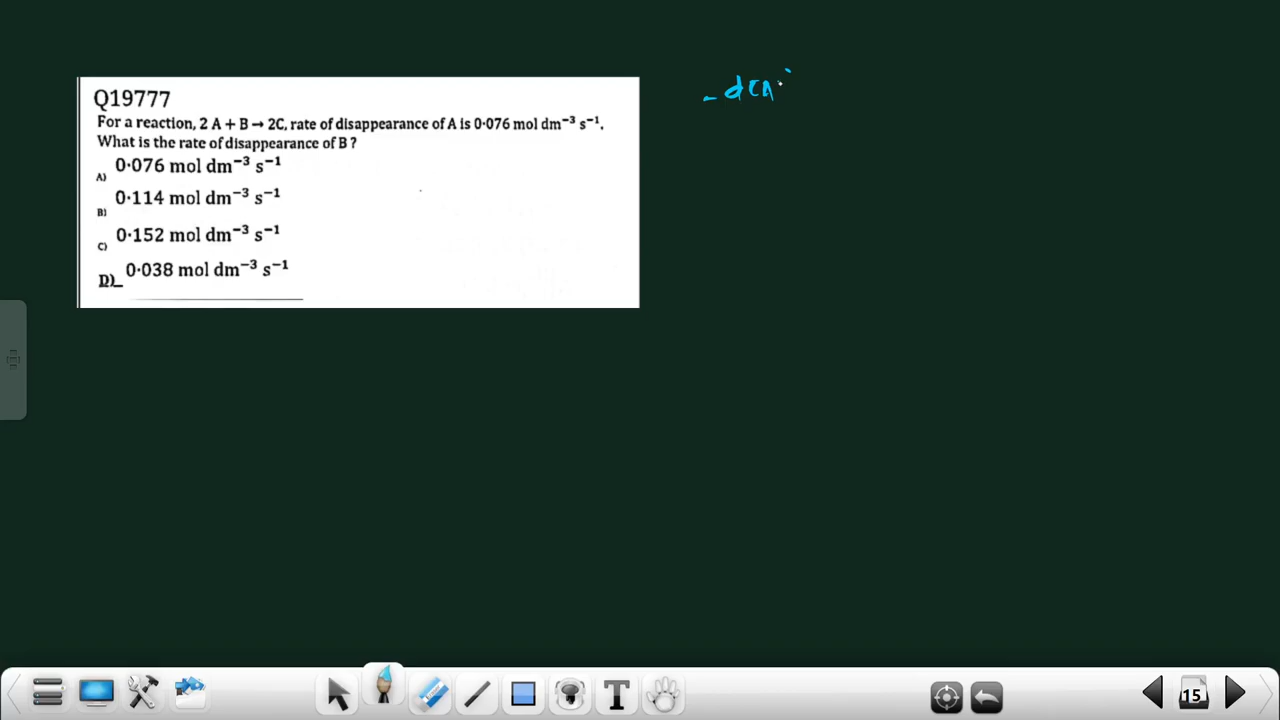 Q19777
For a reaction, 2 A + B → 2C, rate of disappearance of A is 0·076 mol dm⁻³ s⁻¹.
What is the rate of disappearance of B ?
A) 0·076 mol dm⁻³ s⁻¹
B) 0·114 mol dm⁻³ s⁻¹
C) 0·152 mol dm⁻³ s⁻¹
D) 0·038 mol dm⁻³ s⁻¹
- d[A
T
15